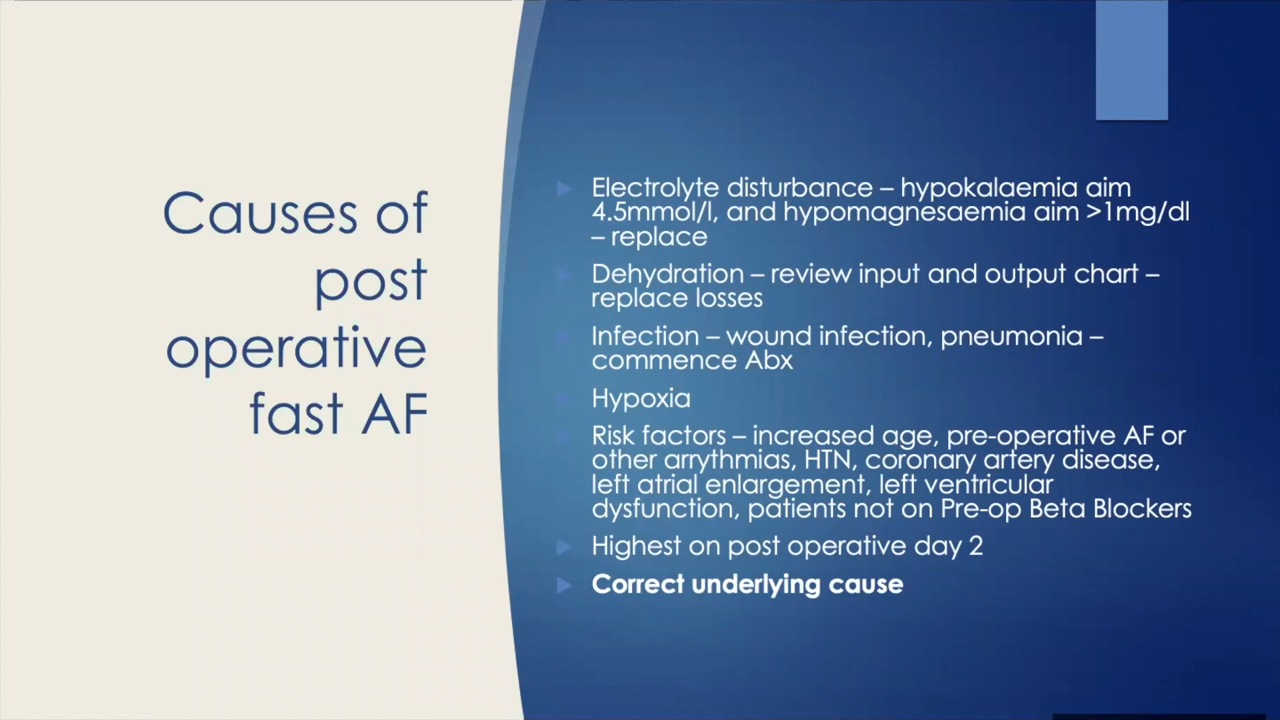 Causes of
post
operative
fast AF
Electrolyte disturbance – hypokalaemia aim
4.5mmol/l, and hypomagnesaemia aim >1mg/dl
– replace
Dehydration – review input and output chart –
replace losses
Infection – wound infection, pneumonia –
commence Abx
Hypoxia
Risk factors – increased age, pre-operative AF or
other arrythmias, HTN, coronary artery disease,
left atrial enlargement, left ventricular
dysfunction, patients not on Pre-op Beta Blockers
Highest on post operative day 2
Correct underlying cause